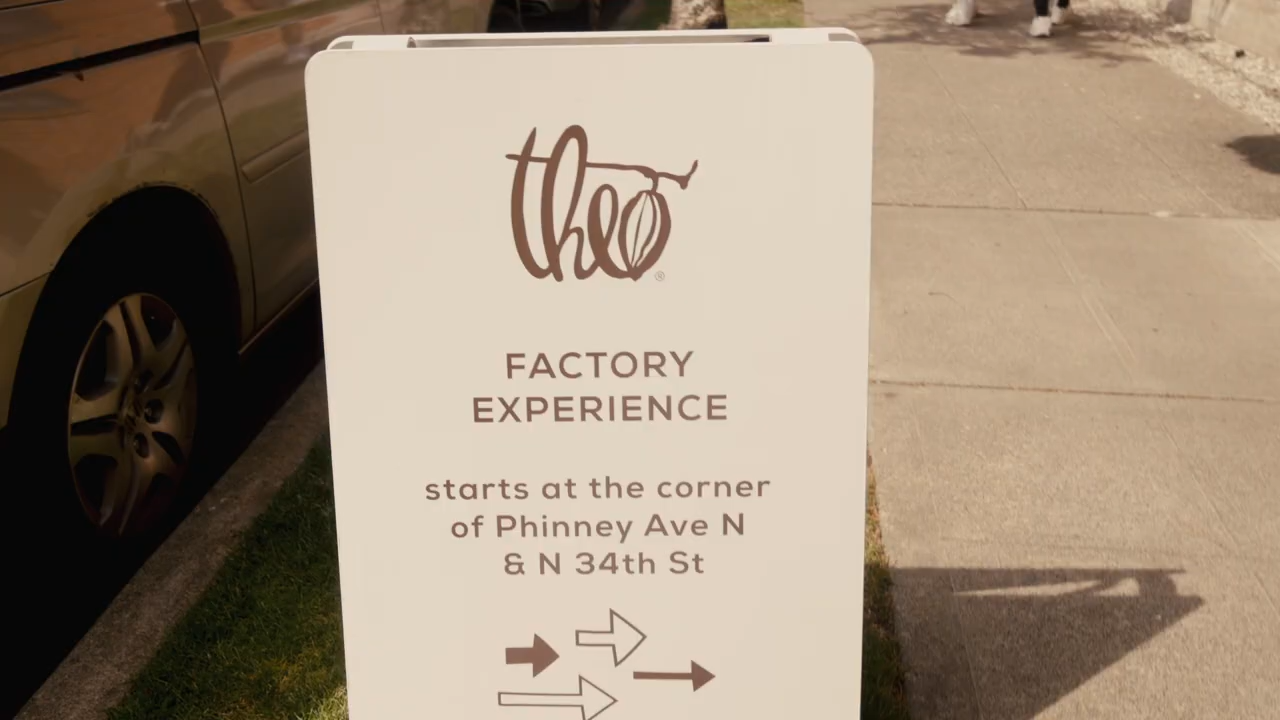 theo®
FACTORY
EXPERIENCE
starts at the corner
of Phinney Ave N
& N 34th St